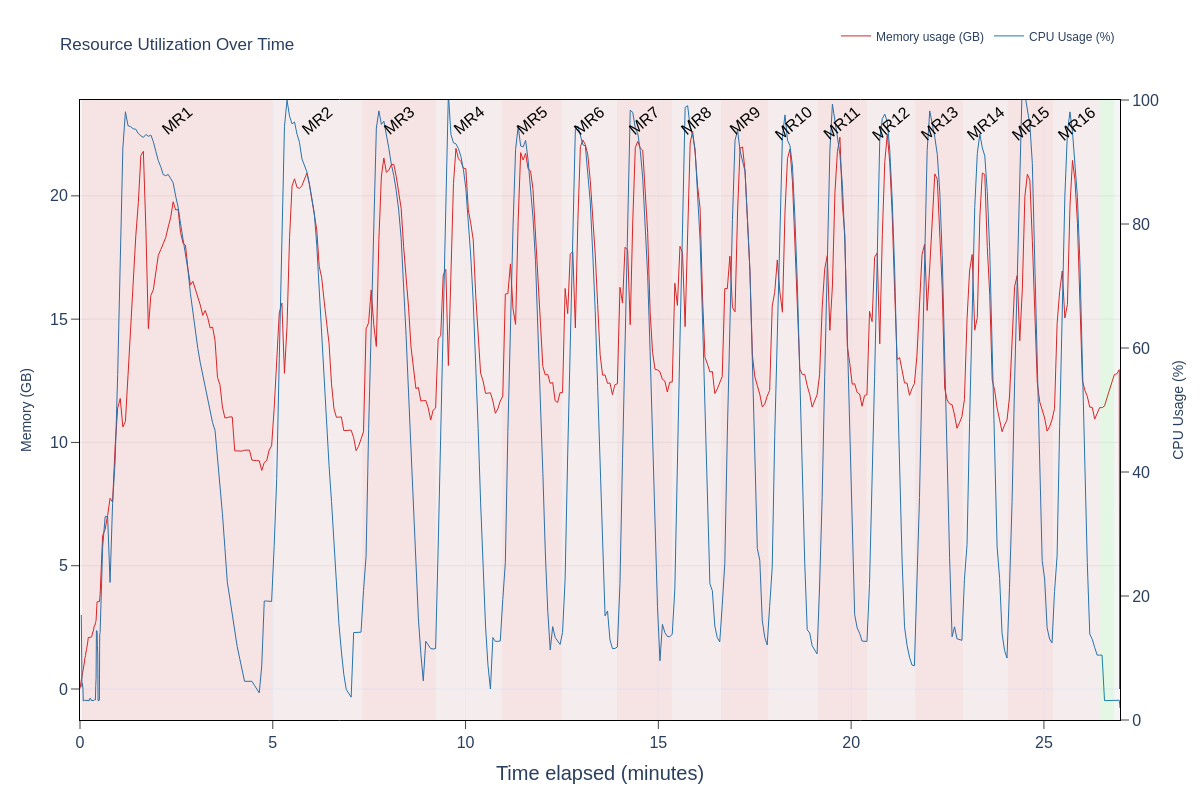 Resource Utilization Over Time
Memory usage (GB)
CPU Usage (%)
MR1
MR2
MR3
MR4
MR5
MR6
MR7
MR8
MR9
MR10
MR11
MR12
MR13
MR14
MR15
MR16
20
15
10
5
0
Memory (GB)
100
80
60
40
20
0
CPU Usage (%)
0
5
10
15
20
25
Time elapsed (minutes)